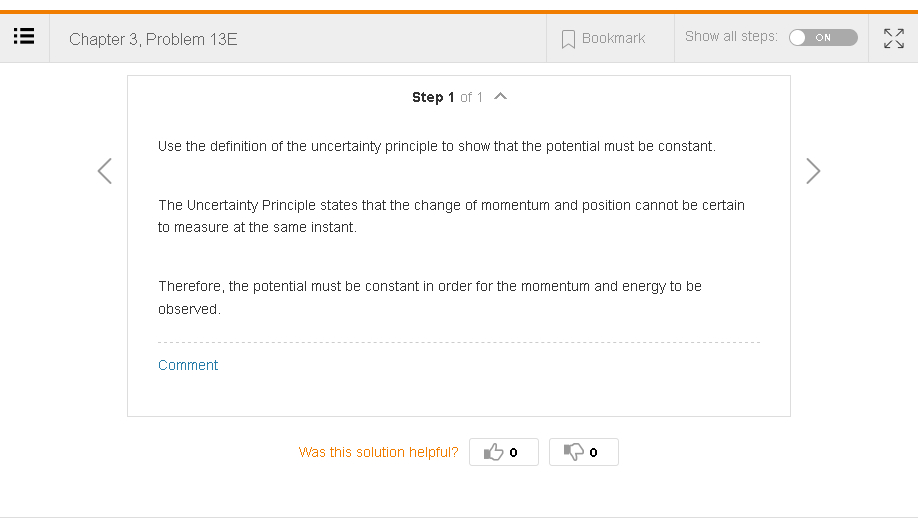 Chapter 3, Problem 13E
Bookmark
Show all steps:
ON
Step 1 of 1
Use the definition of the uncertainty principle to show that the potential must be constant.
The Uncertainty Principle states that the change of momentum and position cannot be certain
to measure at the same instant.
Therefore, the potential must be constant in order for the momentum and energy to be
observed.
Comment
Was this solution helpful?
0
0